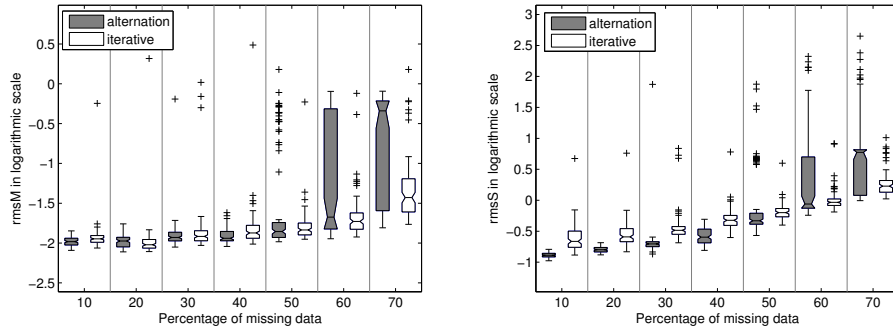 alternation
iterative
0.5
0
-0.5
-1
-1.5
-2
-2.5
rmsM in logarithmic scale
10 20 30 40 50 60 70
Percentage of missing data
alternation
iterative
3
2.5
2
1.5
1
0.5
0
-0.5
-1
rmsS in logarithmic scale
10 20 30 40 50 60 70
Percentage of missing data